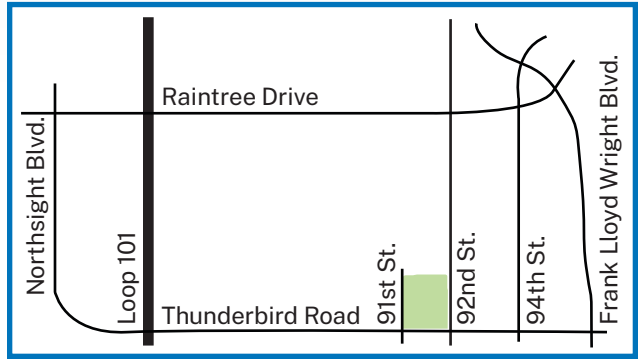 Raintree Drive
Northsight Blvd.
Loop 101
Thunderbird Road
91st St.
92nd St.
94th St.
Frank Lloyd Wright Blvd.